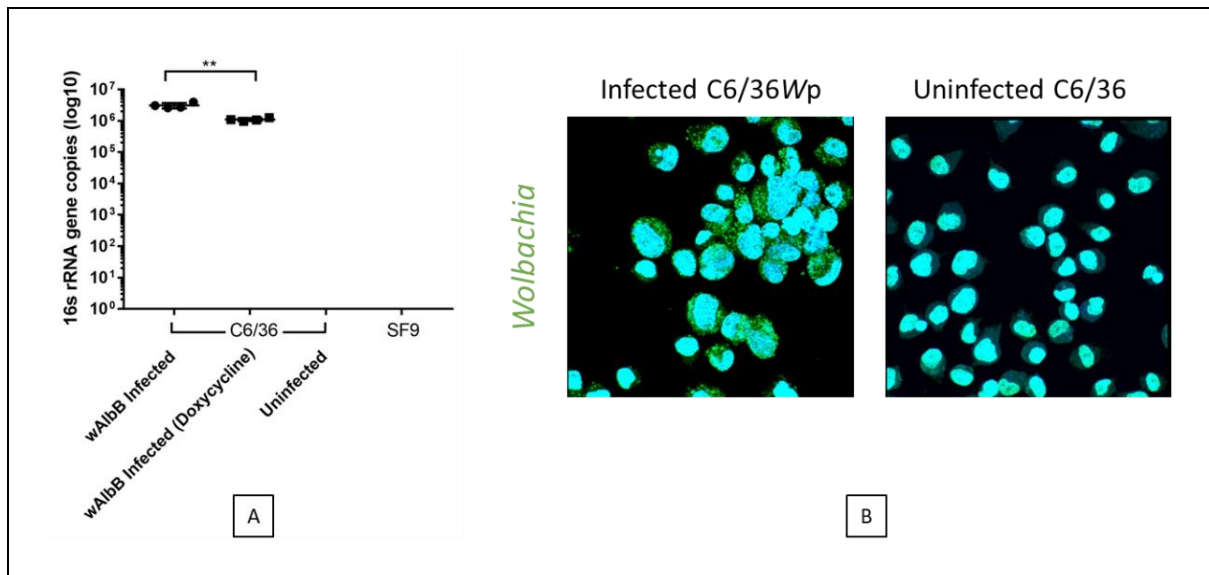 **
16s rRNA gene copies (log10)
10⁷
10⁶
10⁵
10⁴
10³
10²
10¹
10⁰
C6/36
SF9
wAlbB Infected
wAlbB Infected (Doxycycline)
Uninfected
A
Infected C6/36Wp
Uninfected C6/36
Wolbachia
B